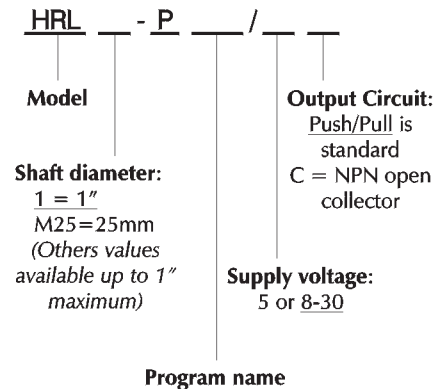 HRL __ - P __ / __ __
Model
Output Circuit:
Push/Pull is
standard
C = NPN open
collector
Shaft diameter:
1 = 1″
M25=25mm
(Others values
available up to 1″
maximum)
Supply voltage:
5 or 8-30
Program name